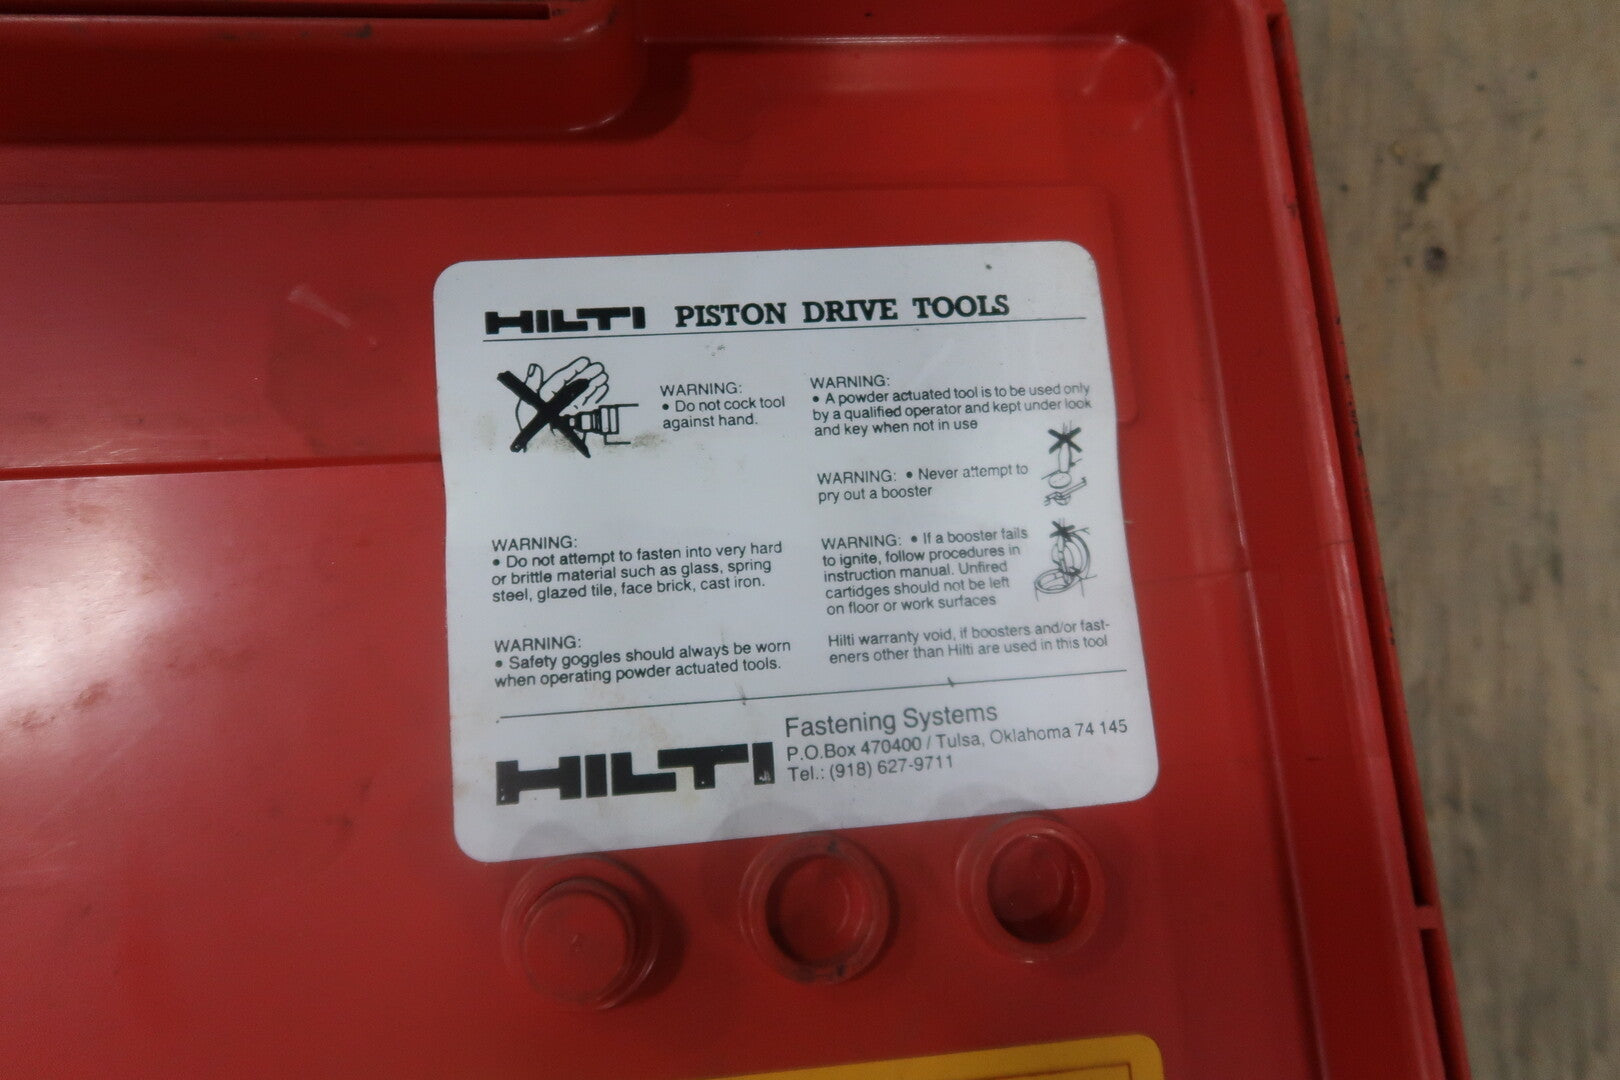 HILTI PISTON DRIVE TOOLS
WARNING:
• Do not cock tool
against hand.
WARNING:
• Do not attempt to fasten into very hard
or brittle material such as glass, spring
steel, glazed tile, face brick, cast iron.
WARNING:
• Safety goggles should always be worn
when operating powder actuated tools.
WARNING:
• A powder actuated tool is to be used only
by a qualified operator and kept under look
and key when not in use
WARNING: • Never attempt to
pry out a booster
WARNING: • If a booster fails
to ignite, follow procedures in
instruction manual. Unfired
cartidges should not be left
on floor or work surfaces
Hilti warranty void, if boosters and/or fast-
eners other than Hilti are used in this tool
HILTI
Fastening Systems
P.O.Box 470400 / Tulsa, Oklahoma 74 145
Tel.: (918) 627-9711